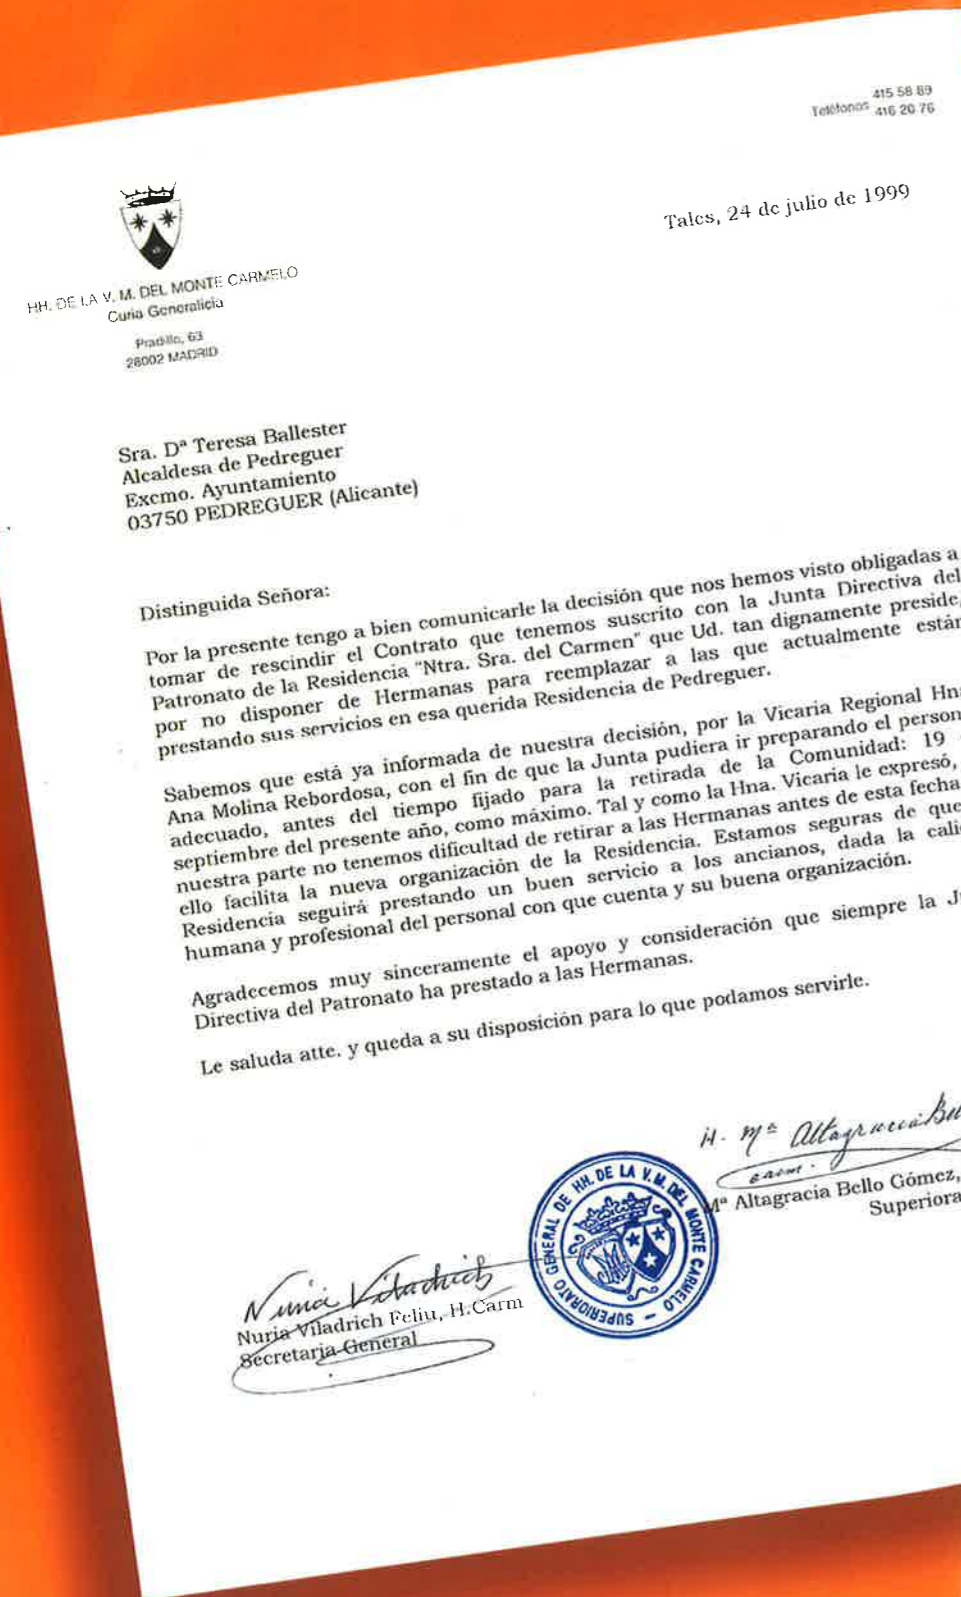 415 58 89
Teléfonos 416 20 76
Tales, 24 de julio de 1999
HH. DE LA V. M. DEL MONTE CARMELO
Curia Generalicia
Pradillo, 63
28002 MADRID
Sra. Dª Teresa Ballester
Alcaldesa de Pedreguer
Excmo. Ayuntamiento
03750 PEDREGUER (Alicante)
Distinguida Señora:
Por la presente tengo a bien comunicarle la decisión que nos hemos visto obligadas a
tomar de rescindir el Contrato que tenemos suscrito con la Junta Directiva del
Patronato de la Residencia "Ntra. Sra. del Carmen" que Ud. tan dignamente preside,
por no disponer de Hermanas para reemplazar a las que actualmente están
prestando sus servicios en esa querida Residencia de Pedreguer.
Sabemos que está ya informada de nuestra decisión, por la Vicaria Regional Hna
Ana Molina Rebordosa, con el fin de que la Junta pudiera ir preparando el person
adecuado, antes del tiempo fijado para la retirada de la Comunidad: 19
septiembre del presente año, como máximo. Tal y como la Hna. Vicaria le expresó,
nuestra parte no tenemos dificultad de retirar a las Hermanas antes de esta fecha
ello facilita la nueva organización de la Residencia. Estamos seguras de que
Residencia seguirá prestando un buen servicio a los ancianos, dada la cali
humana y profesional del personal con que cuenta y su buena organización.
Agradecemos muy sinceramente el apoyo y consideración que siempre la Ju
Directiva del Patronato ha prestado a las Hermanas.
Le saluda atte. y queda a su disposición para lo que podamos servirle.
H. Mª Altagracia Bel
carm.
Mª Altagracia Bello Gómez,
Superiora
SUPERIORATO GENERAL DE HH. DE LA V. M. DEL MONTE CARMELO
Nuria Viladrich
Nuria Viladrich Feliu, H.Carm
Secretaria General